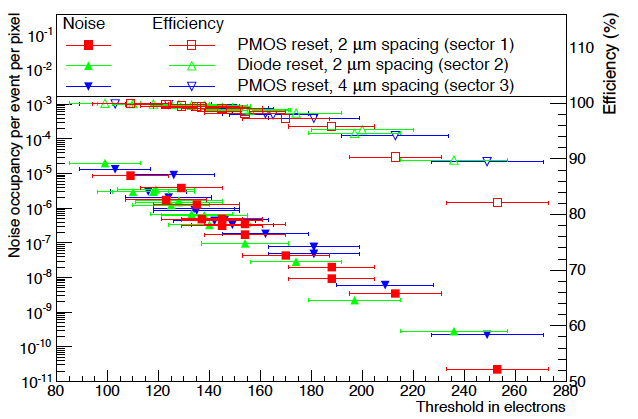 Noise Efficiency
PMOS reset, 2 μm spacing (sector 1)
Diode reset, 2 μm spacing (sector 2)
PMOS reset, 4 μm spacing (sector 3)
Noise occupancy per event per pixel
10⁻¹
10⁻²
10⁻³
10⁻⁴
10⁻⁵
10⁻⁶
10⁻⁷
10⁻⁸
10⁻⁹
10⁻¹⁰
10⁻¹¹
Efficiency (%)
110
100
90
80
70
60
50
80 100 120 140 160 180 200 220 240 260 280
Threshold in electrons